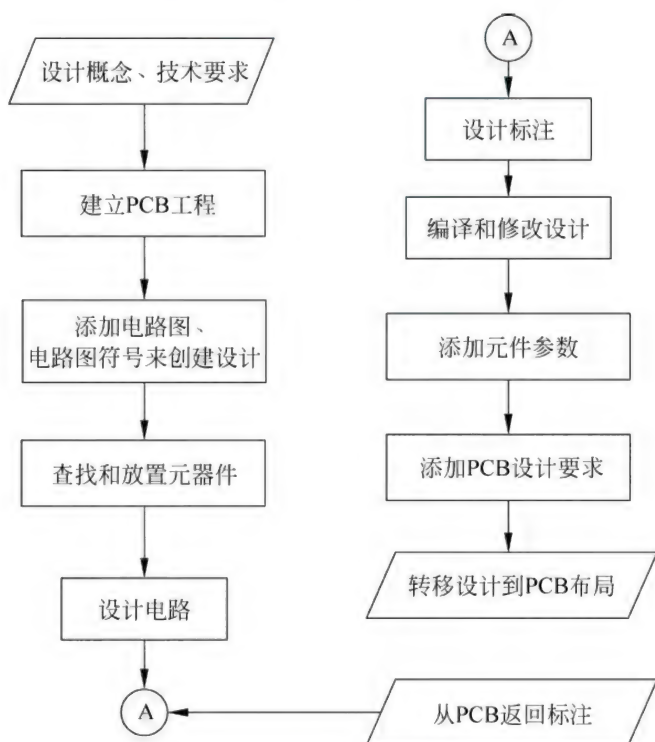 设计概念、技术要求
建立PCB工程
添加电路图、
电路图符号来创建设计
查找和放置元器件
设计电路
A
A
设计标注
编译和修改设计
添加元件参数
添加PCB设计要求
转移设计到PCB布局
从PCB返回标注